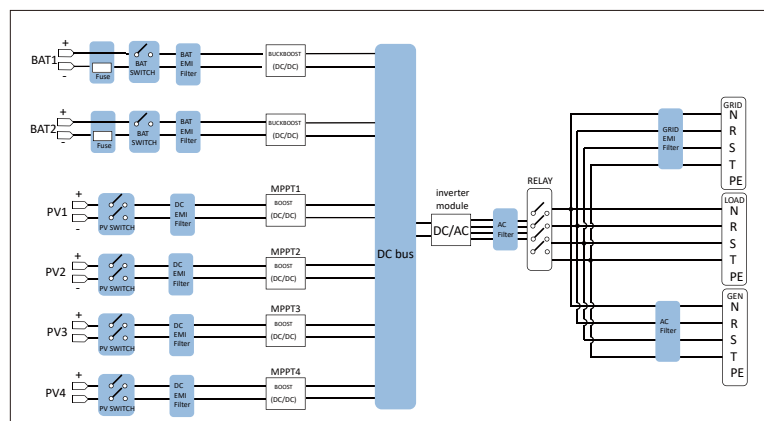 BAT1
+
-
Fuse
BAT
SWITCH
BAT
EMI
Filter
BUCKBOOST
(DC/DC)
BAT2
+
-
Fuse
BAT
SWITCH
BAT
EMI
Filter
BUCKBOOST
(DC/DC)
PV1
+
-
PV SWITCH
DC
EMI
Filter
MPPT1
BOOST
(DC/DC)
PV2
+
-
PV SWITCH
DC
EMI
Filter
MPPT2
BOOST
(DC/DC)
PV3
+
-
PV SWITCH
DC
EMI
Filter
MPPT3
BOOST
(DC/DC)
PV4
+
-
PV SWITCH
DC
EMI
Filter
MPPT4
BOOST
(DC/DC)
DC bus
inverter
module
DC/AC
AC
Filter
RELAY
GRID
EMI
Filter
GRID
N
R
S
T
PE
LOAD
N
R
S
T
PE
AC
Filter
GEN
N
R
S
T
PE